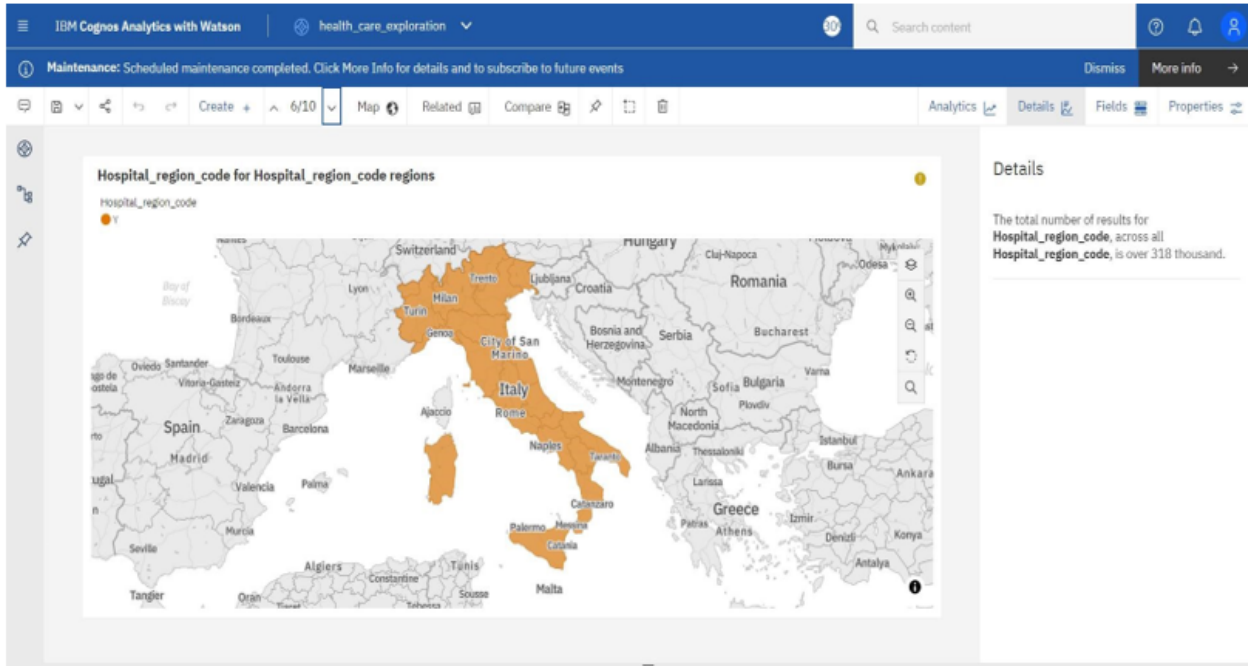 IBM Cognos Analytics with Watson
health_care_exploration
Search content
Maintenance: Scheduled maintenance completed. Click More Info for details and to subscribe to future events
Dismiss
More info
Create
6/10
Map
Related
Compare
Analytics
Details
Fields
Properties
Hospital_region_code for Hospital_region_code regions
Hospital_region_code
Y
Details
The total number of results for
Hospital_region_code, across all
Hospital_region_code, is over 318 thousand.
Nantes
Switzerland
Hungary
Cluj-Napoca
Odesa
Bay of
Biscay
Lyon
Trento
Ljubljana
Croatia
Romania
Milan
Turin
Bordeaux
Genoa
City of San
Marino
Bosnia and
Herzegovina
Serbia
Bucharest
Oviedo
Santander
Toulouse
Marseille
Varna
Vitoria-Gasteiz
Andorra
la Vella
Italy
Adriatic Sea
Montenegro
Sofia
Bulgaria
Ajaccio
Rome
Plovdiv
Spain
Zaragoza
Barcelona
North
Macedonia
Naples
Taranto
Albania
Thessaloniki
Istanbul
Madrid
Bursa
Ankara
Valencia
Palma
Larissa
Catanzaro
Greece
Izmir
Murcia
Palermo
Messina
Patras
Athens
Denizli
Konya
Seville
Catania
Antalya
Algiers
Constantine
Tunis
Malta
Tangier
Oran
Sousse